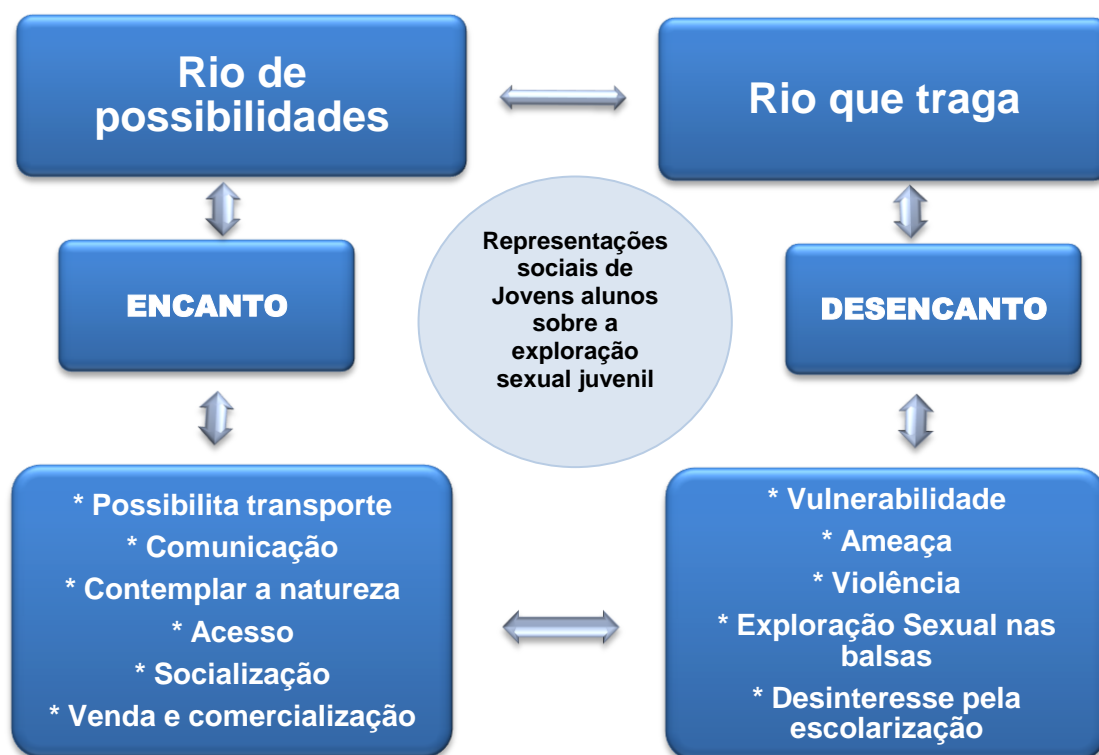 Rio de
possibilidades
Rio que traga
Representações
sociais de
Jovens alunos
sobre a
exploração
sexual juvenil
ENCANTO
DESENCANTO
* Possibilita transporte
* Comunicação
* Contemplar a natureza
* Acesso
* Socialização
* Venda e comercialização
* Vulnerabilidade
* Ameaça
* Violência
* Exploração Sexual nas
balsas
* Desinteresse pela
escolarização